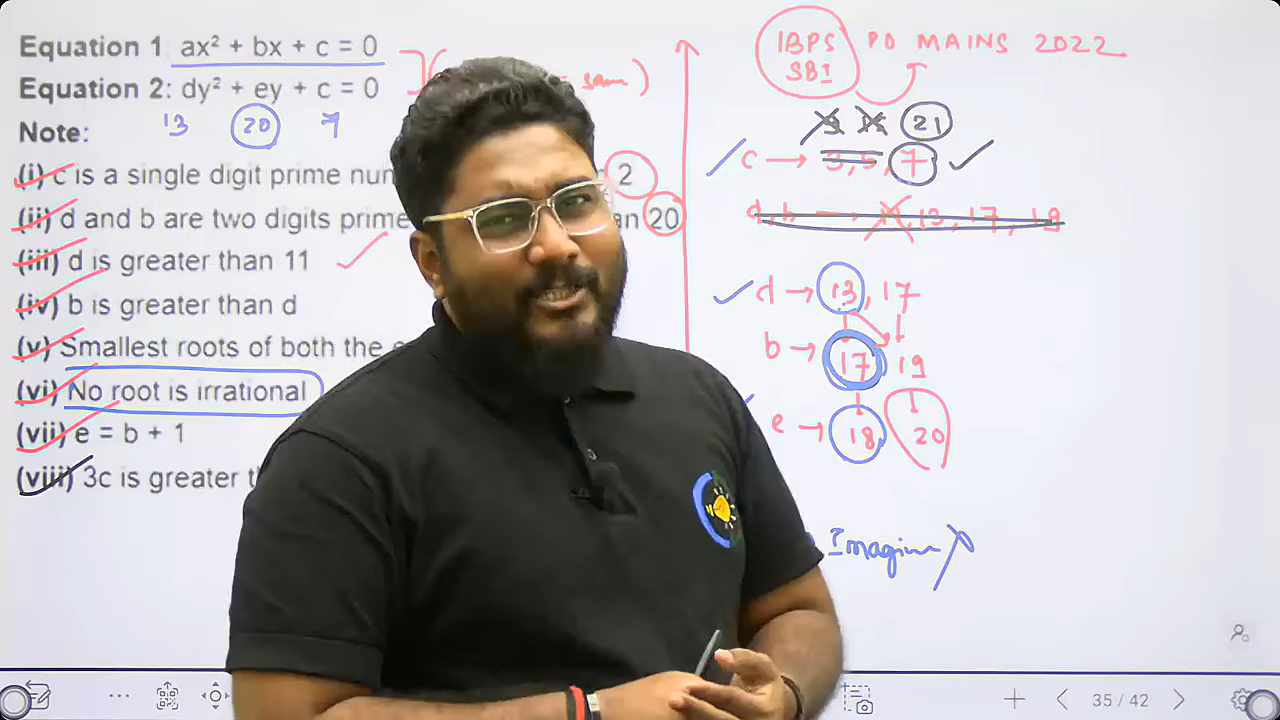 Equation 1: ax² + bx + c = 0
Equation 2: dy² + ey + c = 0
= same)
13 20 7
Note:
(i) c is a single digit prime 2
(ii) d and b are two digits prime 20
(iii) d is greater than 11
(iv) b is greater than d
(v) Smallest roots of both the
(vi) No root is irrational
(vii) e = b + 1
(viii) 3c is greater
IBPS PO MAINS 2022
SBI
21
c → 3, 5, 7
d, b → 11, 13, 17, 19
d → 13, 17
b → 17 19
e → 18 20
Imagine
35 / 42